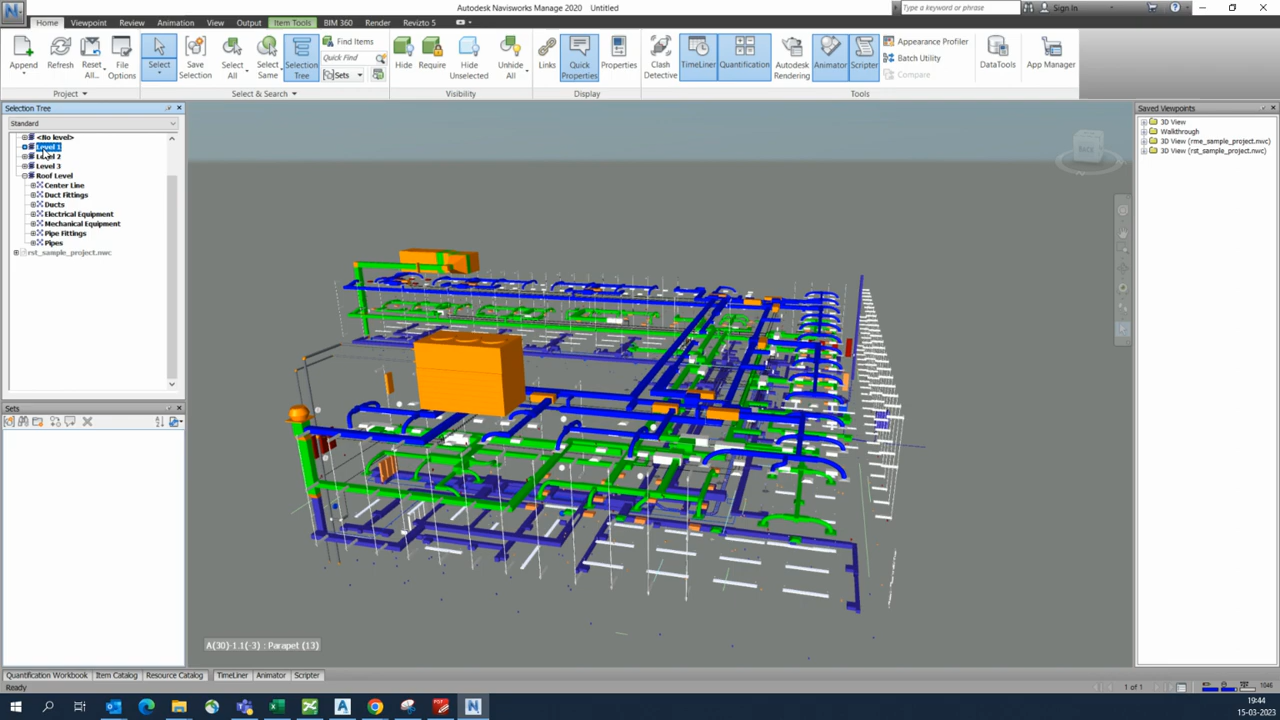 Autodesk Navisworks Manage 2020 Untitled
Type a keyword or phrase
Sign In
Home Viewpoint Review Animation View Output Item Tools BIM 360 Render Revizto 5
Append
Refresh
Reset... All...
File Options
Project
Select
Save Selection
Select All
Select Same
Selection Tree
Find Items
Quick Find
Sets
Select & Search
Hide
Require
Hide Unselected
Unhide All
Visibility
Links
Quick Properties
Properties
Display
Clash Detective
TimeLiner
Quantification
Autodesk Rendering
Animator
Scripter
Appearance Profiler
Batch Utility
Compare
DataTools
App Manager
Tools
Selection Tree
Standard
<No level>
Level 1
Level 2
Level 3
Roof Level
Center Line
Duct Fittings
Ducts
Electrical Equipment
Mechanical Equipment
Pipe Fittings
Pipes
rst_sample_project.nwc
Sets
BACK
Saved Viewpoints
3D View
Walkthrough
3D View (rme_sample_project.nwc)
3D View (rst_sample_project.nwc)
A(30)-1.1(-3) : Parapet (13)
Quantification Workbook Item Catalog Resource Catalog TimeLiner Animator Scripter
Ready
1 of 1
1046
19:44
15-03-2023